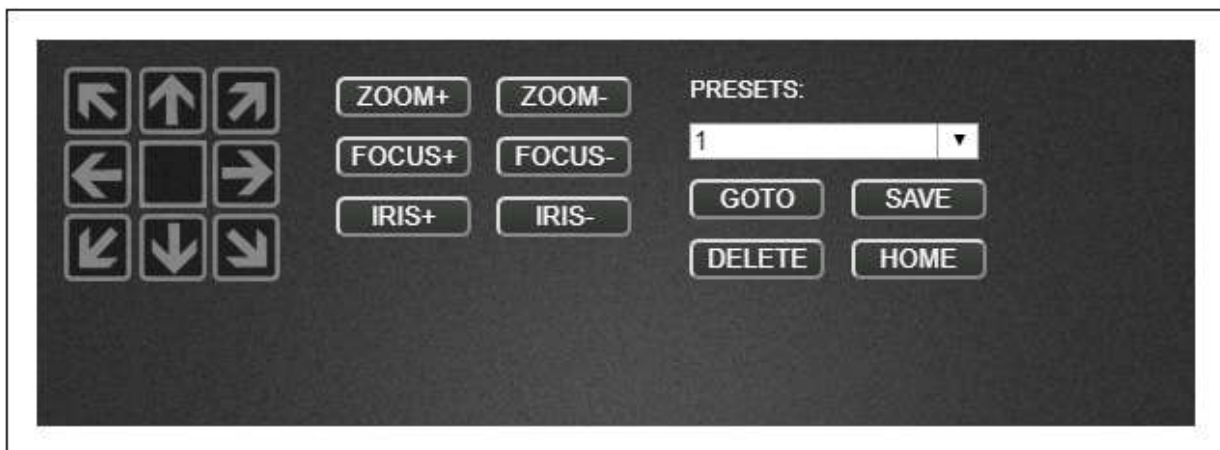 ZOOM+ ZOOM-
FOCUS+ FOCUS-
IRIS+ IRIS-
PRESETS:
1
GOTO SAVE
DELETE HOME